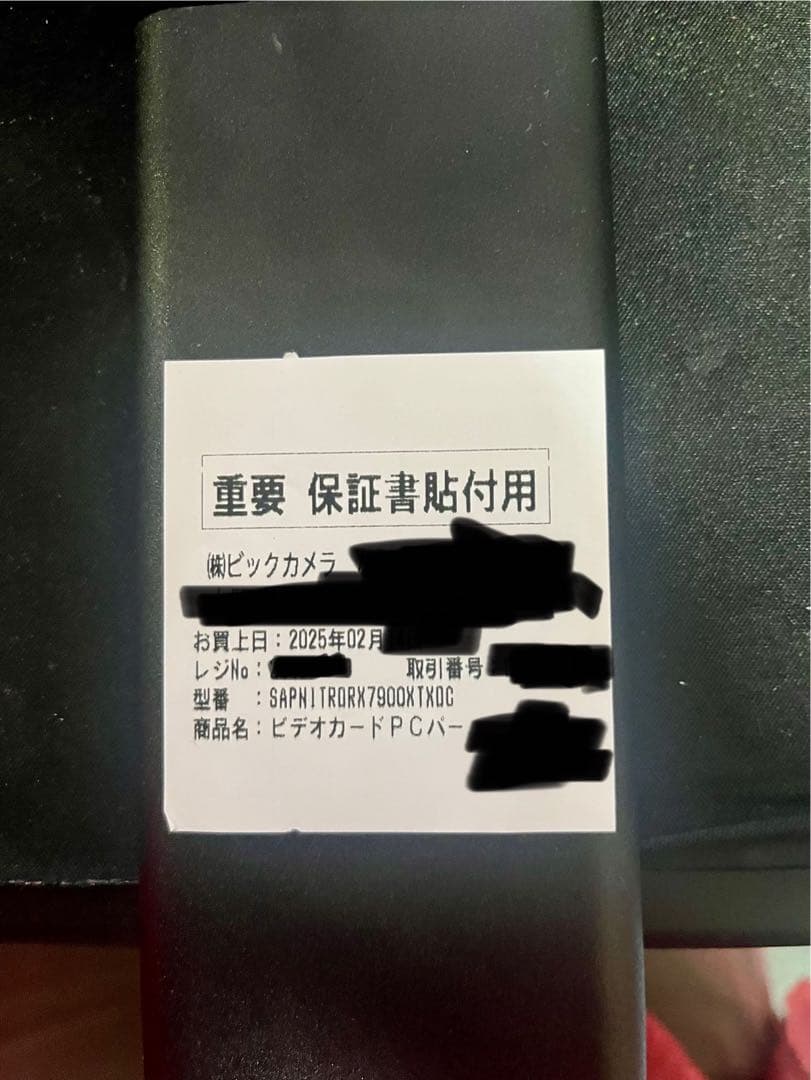 重要 保証書貼付用
㈱ビックカメラ
お買上日：2025年02月
レジNo： 取引番号
型番 ：SAPNITRORX7900XTXOC
商品名：ビデオカードPCパー